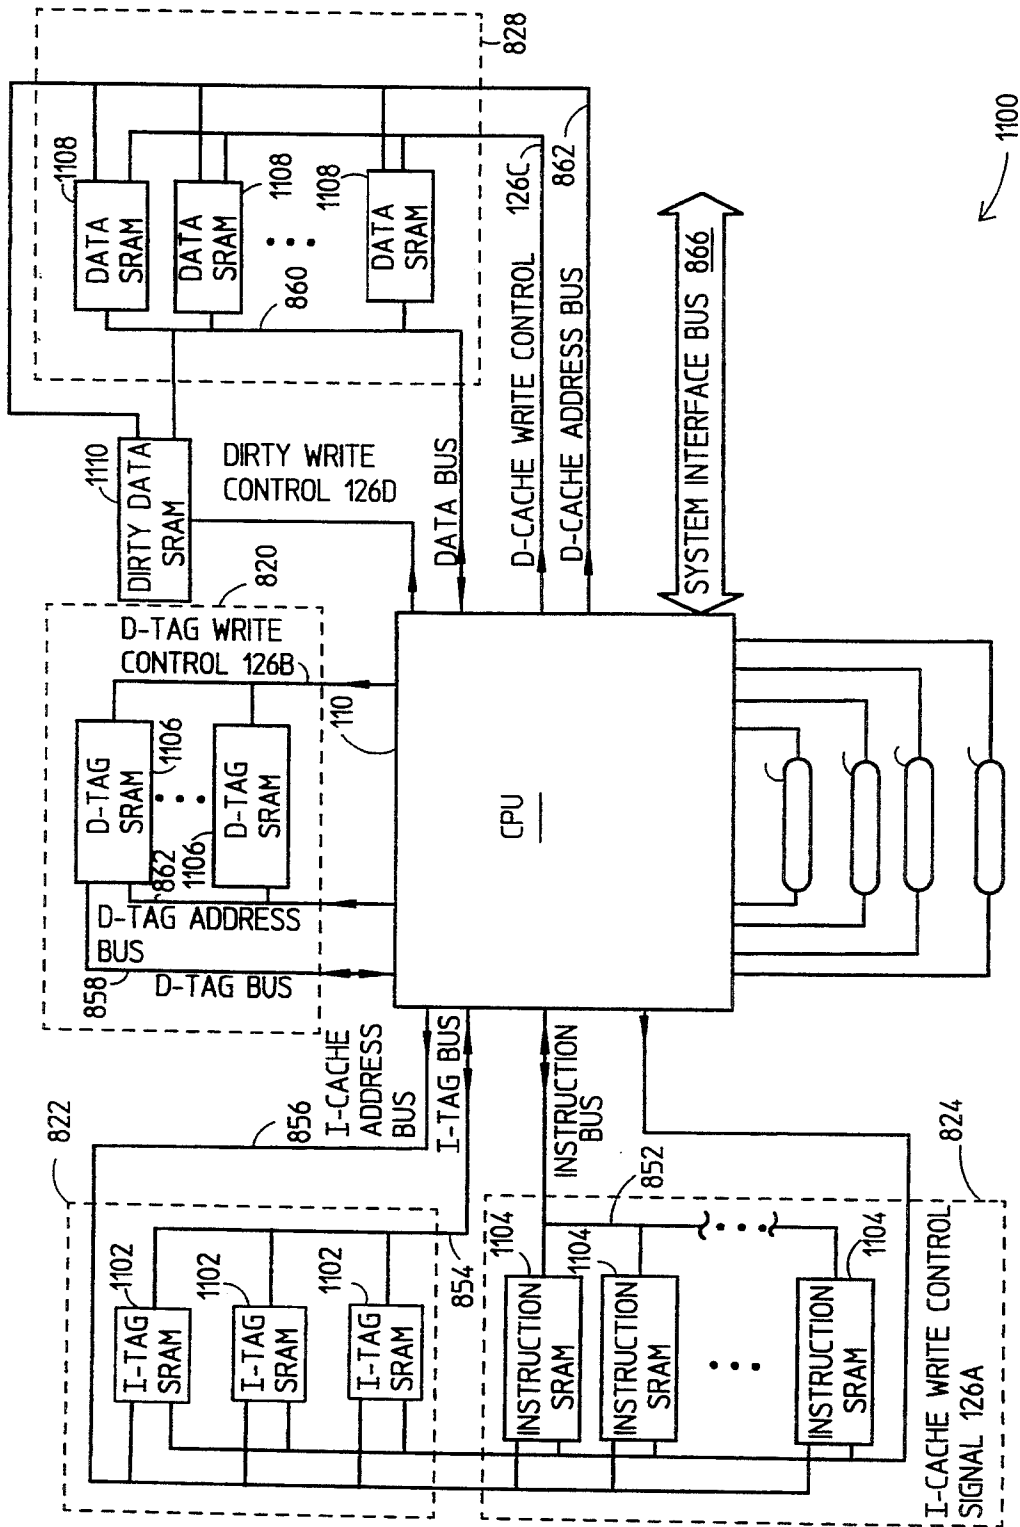 1100
828
1108
DATA
SRAM
1108
DATA
SRAM
1108
DATA
SRAM
860
862
1110
DIRTY DATA
SRAM
DIRTY WRITE
CONTROL 126D
DATA BUS
D-CACHE WRITE CONTROL 126C
D-CACHE ADDRESS BUS
SYSTEM INTERFACE BUS 866
820
D-TAG WRITE
CONTROL 126B
110
D-TAG
SRAM
1106
D-TAG
SRAM
1106
862
D-TAG ADDRESS
BUS
858
D-TAG BUS
CPU
I-CACHE
ADDRESS
BUS
I-TAG BUS
INSTRUCTION
BUS
822
856
1102
I-TAG
SRAM
1102
I-TAG
SRAM
1102
I-TAG
SRAM
854
852
824
1104
INSTRUCTION
SRAM
1104
INSTRUCTION
SRAM
1104
INSTRUCTION
SRAM
I-CACHE WRITE CONTROL
SIGNAL 126A